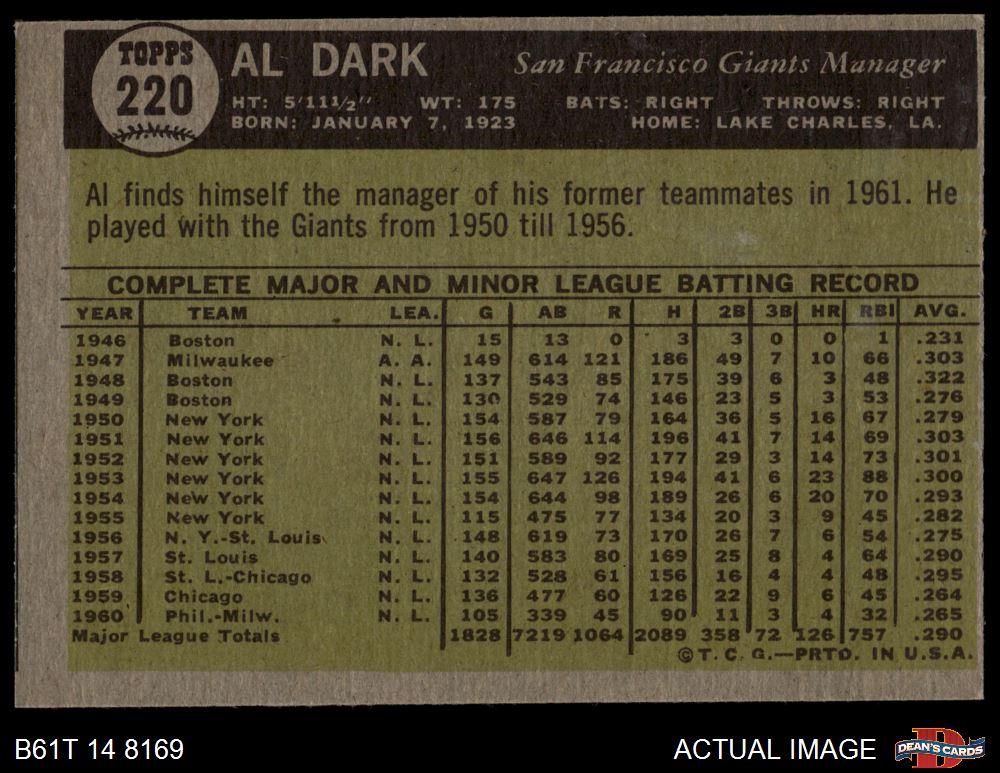 TOPPS
220
AL DARK San Francisco Giants Manager
HT: 5'11½" WT: 175 BATS: RIGHT THROWS: RIGHT
BORN: JANUARY 7, 1923 HOME: LAKE CHARLES, LA.
Al finds himself the manager of his former teammates in 1961. He
played with the Giants from 1950 till 1956.
COMPLETE MAJOR AND MINOR LEAGUE BATTING RECORD
YEAR TEAM LEA. G AB R H 2B 3B HR RBI AVG.
1946 Boston N. L. 15 13 0 3 3 0 0 1 .231
1947 Milwaukee A. A. 149 614 121 186 49 7 10 66 .303
1948 Boston N. L. 137 543 85 175 39 6 3 48 .322
1949 Boston N. L. 130 529 74 146 23 5 3 53 .276
1950 New York N. L. 154 587 79 164 36 5 16 67 .279
1951 New York N. L. 156 646 114 196 41 7 14 69 .303
1952 New York N. L. 151 589 92 177 29 3 14 73 .301
1953 New York N. L. 155 647 126 194 41 6 23 88 .300
1954 New York N. L. 154 644 98 189 26 6 20 70 .293
1955 New York N. L. 115 475 77 134 20 3 9 45 .282
1956 N. Y.-St. Louis N. L. 148 619 73 170 26 7 6 54 .275
1957 St. Louis N. L. 140 583 80 169 25 8 4 64 .290
1958 St. L.-Chicago N. L. 132 528 61 156 16 4 4 48 .295
1959 Chicago N. L. 136 477 60 126 22 9 6 45 .264
1960 Phil.-Milw. N. L. 105 339 45 90 11 3 4 32 .265
Major League Totals 1828 7219 1064 2089 358 72 126 757 .290
© T. C. G.—PRTD. IN U.S.A.
B61T 14 8169 ACTUAL IMAGE DEAN'S CARDS